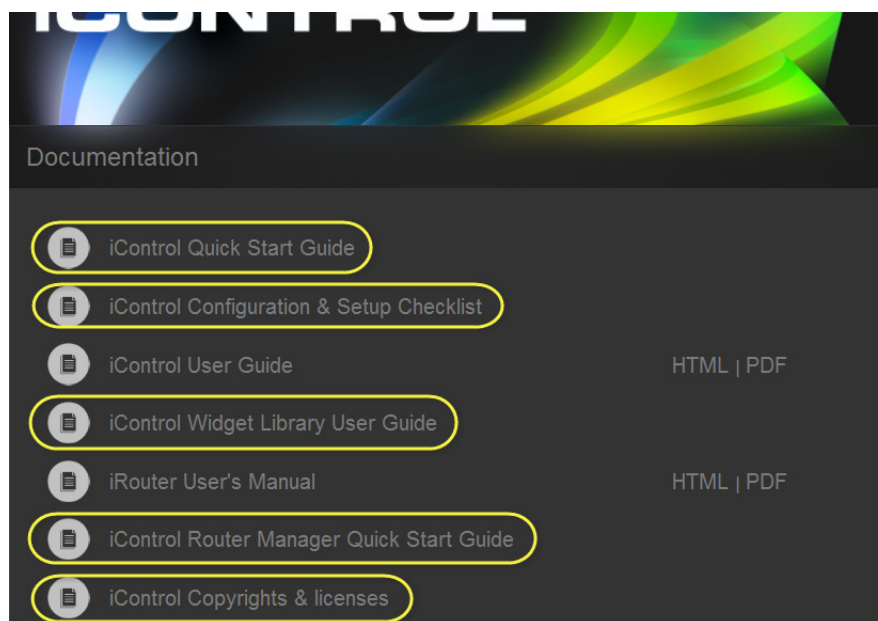 iCONTROL
Documentation
iControl Quick Start Guide
iControl Configuration & Setup Checklist
iControl User Guide HTML | PDF
iControl Widget Library User Guide
iRouter User's Manual HTML | PDF
iControl Router Manager Quick Start Guide
iControl Copyrights & licenses